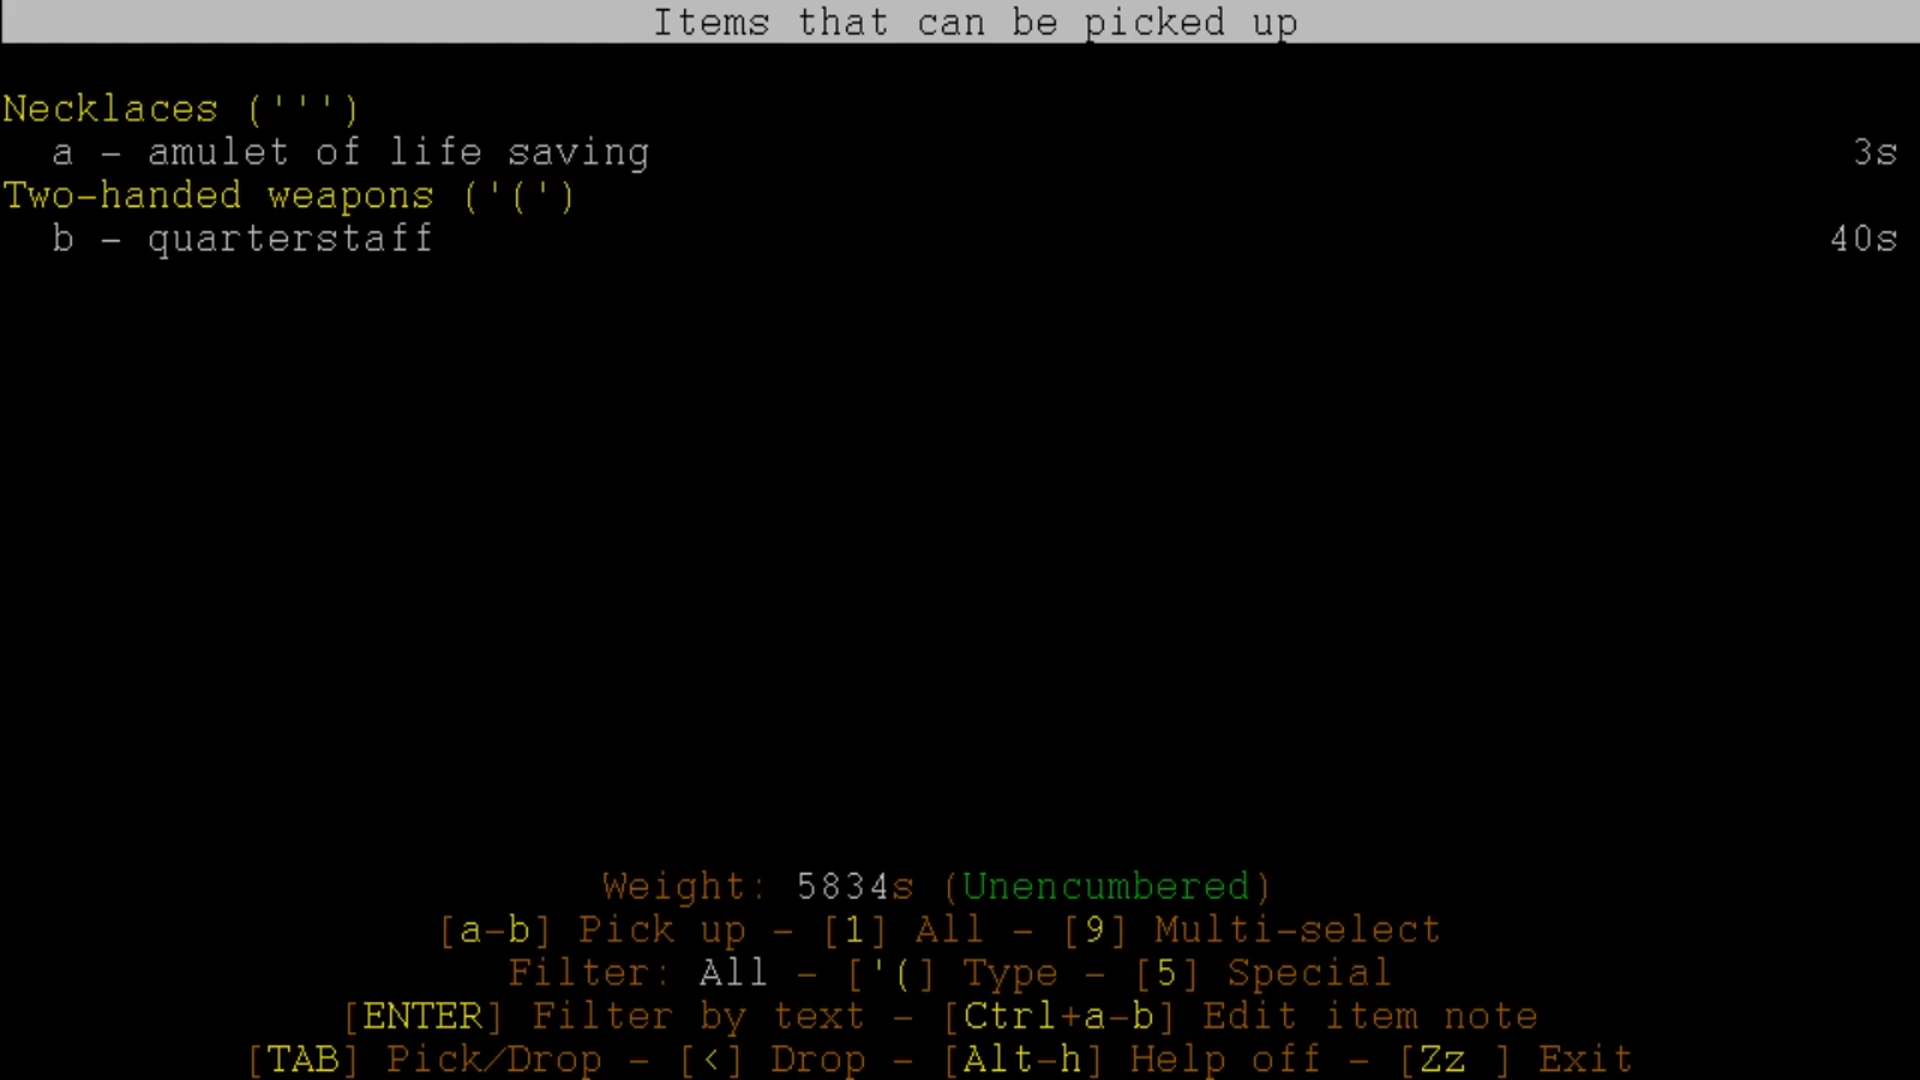 Items that can be picked up
Necklaces (''')
a - amulet of life saving 3s
Two-handed weapons ('(')
b - quarterstaff 40s
Weight: 5834s (Unencumbered)
[a-b] Pick up - [1] All - [9] Multi-select
Filter: All - ['(] Type - [5] Special
[ENTER] Filter by text - [Ctrl+a-b] Edit item note
[TAB] Pick/Drop - [<] Drop - [Alt-h] Help off - [Zz ] Exit